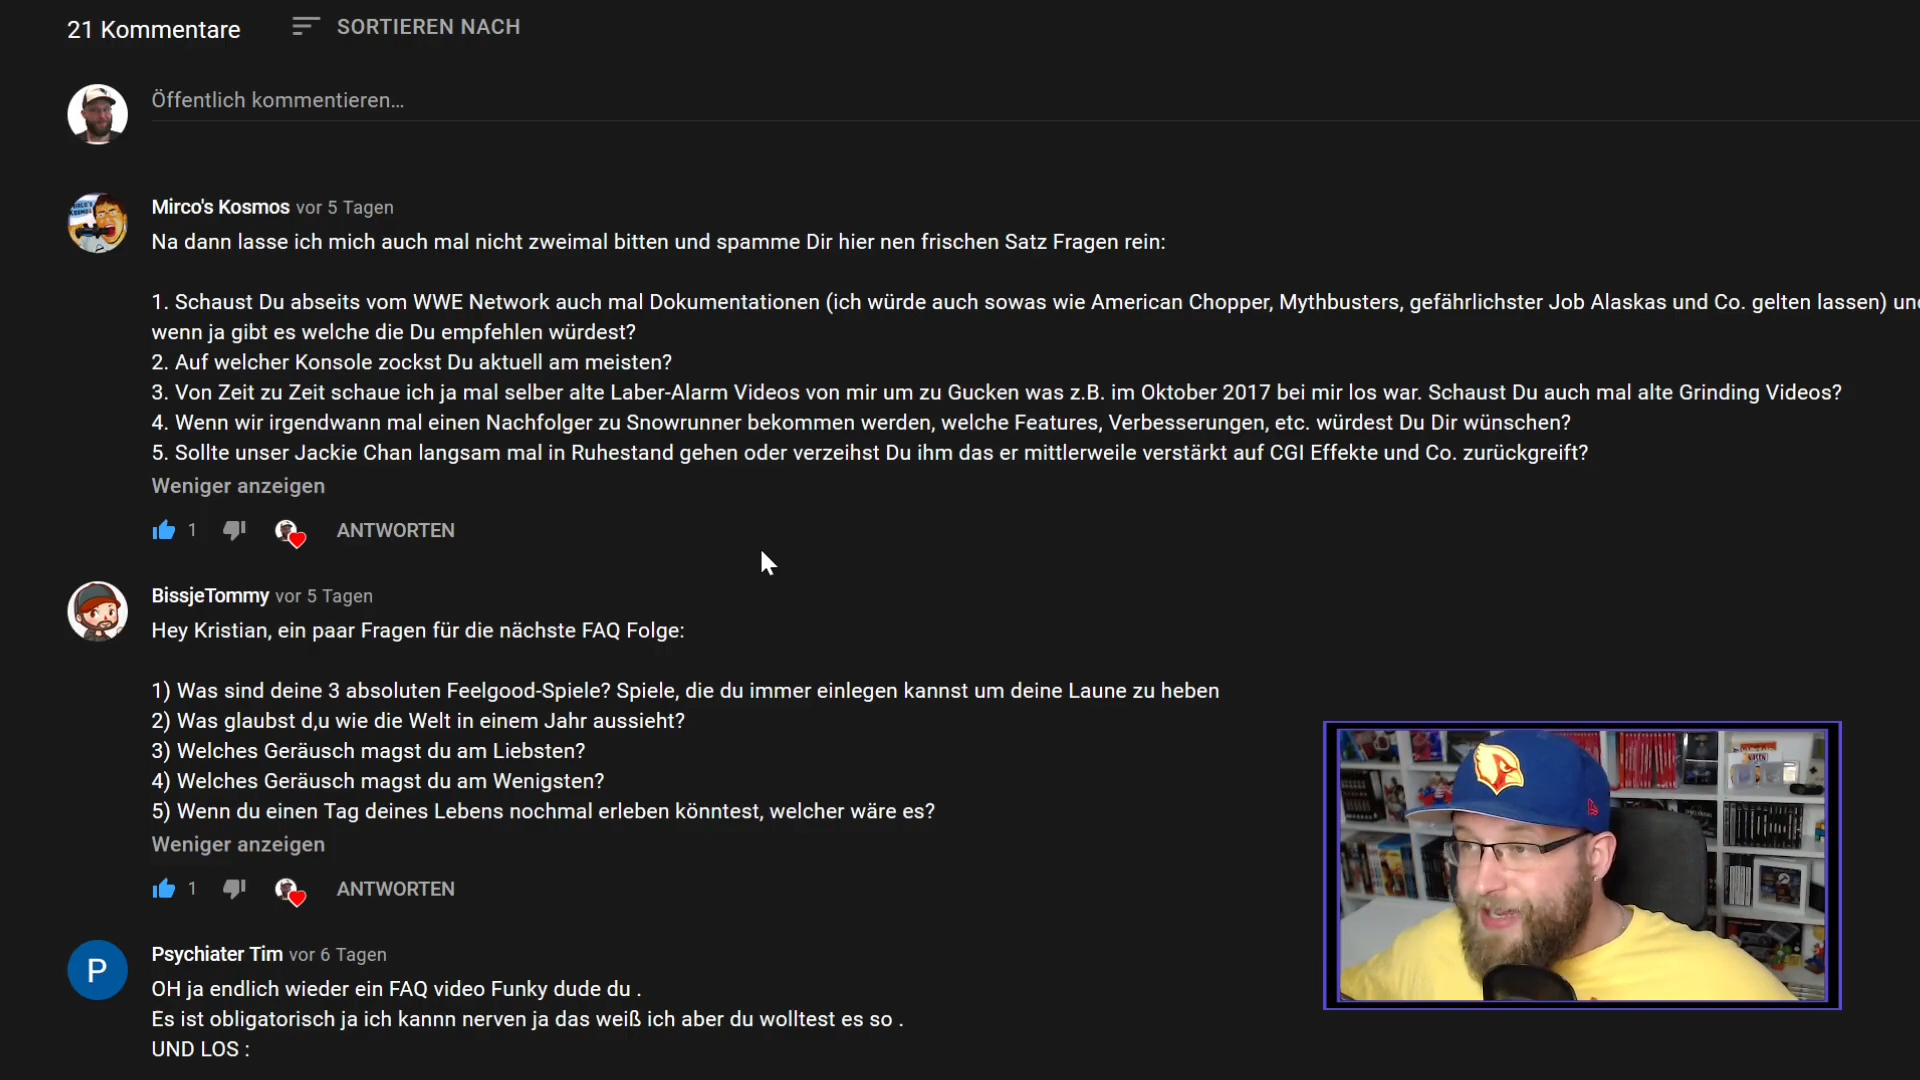 21 Kommentare
SORTIEREN NACH
Öffentlich kommentieren...
Mirco's Kosmos vor 5 Tagen
Na dann lasse ich mich auch mal nicht zweimal bitten und spamme Dir hier nen frischen Satz Fragen rein:
1. Schaust Du abseits vom WWE Network auch mal Dokumentationen (ich würde auch sowas wie American Chopper, Mythbusters, gefährlichster Job Alaskas und Co. gelten lassen)
wenn ja gibt es welche die Du empfehlen würdest?
2. Auf welcher Konsole zockst Du aktuell am meisten?
3. Von Zeit zu Zeit schaue ich ja mal selber alte Laber-Alarm Videos von mir um zu Gucken was z.B. im Oktober 2017 bei mir los war. Schaust Du auch mal alte Grinding Videos?
4. Wenn wir irgendwann mal einen Nachfolger zu Snowrunner bekommen werden, welche Features, Verbesserungen, etc. würdest Du Dir wünschen?
5. Sollte unser Jackie Chan langsam mal in Ruhestand gehen oder verzeihst Du ihm das er mittlerweile verstärkt auf CGI Effekte und Co. zurückgreift?
Weniger anzeigen
1 ANTWORTEN
BissjeTommy vor 5 Tagen
Hey Kristian, ein paar Fragen für die nächste FAQ Folge:
1) Was sind deine 3 absoluten Feelgood-Spiele? Spiele, die du immer einlegen kannst um deine Laune zu heben
2) Was glaubst d,u wie die Welt in einem Jahr aussieht?
3) Welches Geräusch magst du am Liebsten?
4) Welches Geräusch magst du am Wenigsten?
5) Wenn du einen Tag deines Lebens nochmal erleben könntest, welcher wäre es?
Weniger anzeigen
1 ANTWORTEN
P
Psychiater Tim vor 6 Tagen
OH ja endlich wieder ein FAQ video Funky dude du .
Es ist obligatorisch ja ich kannn nerven ja das weiß ich aber du wolltest es so .
UND LOS :